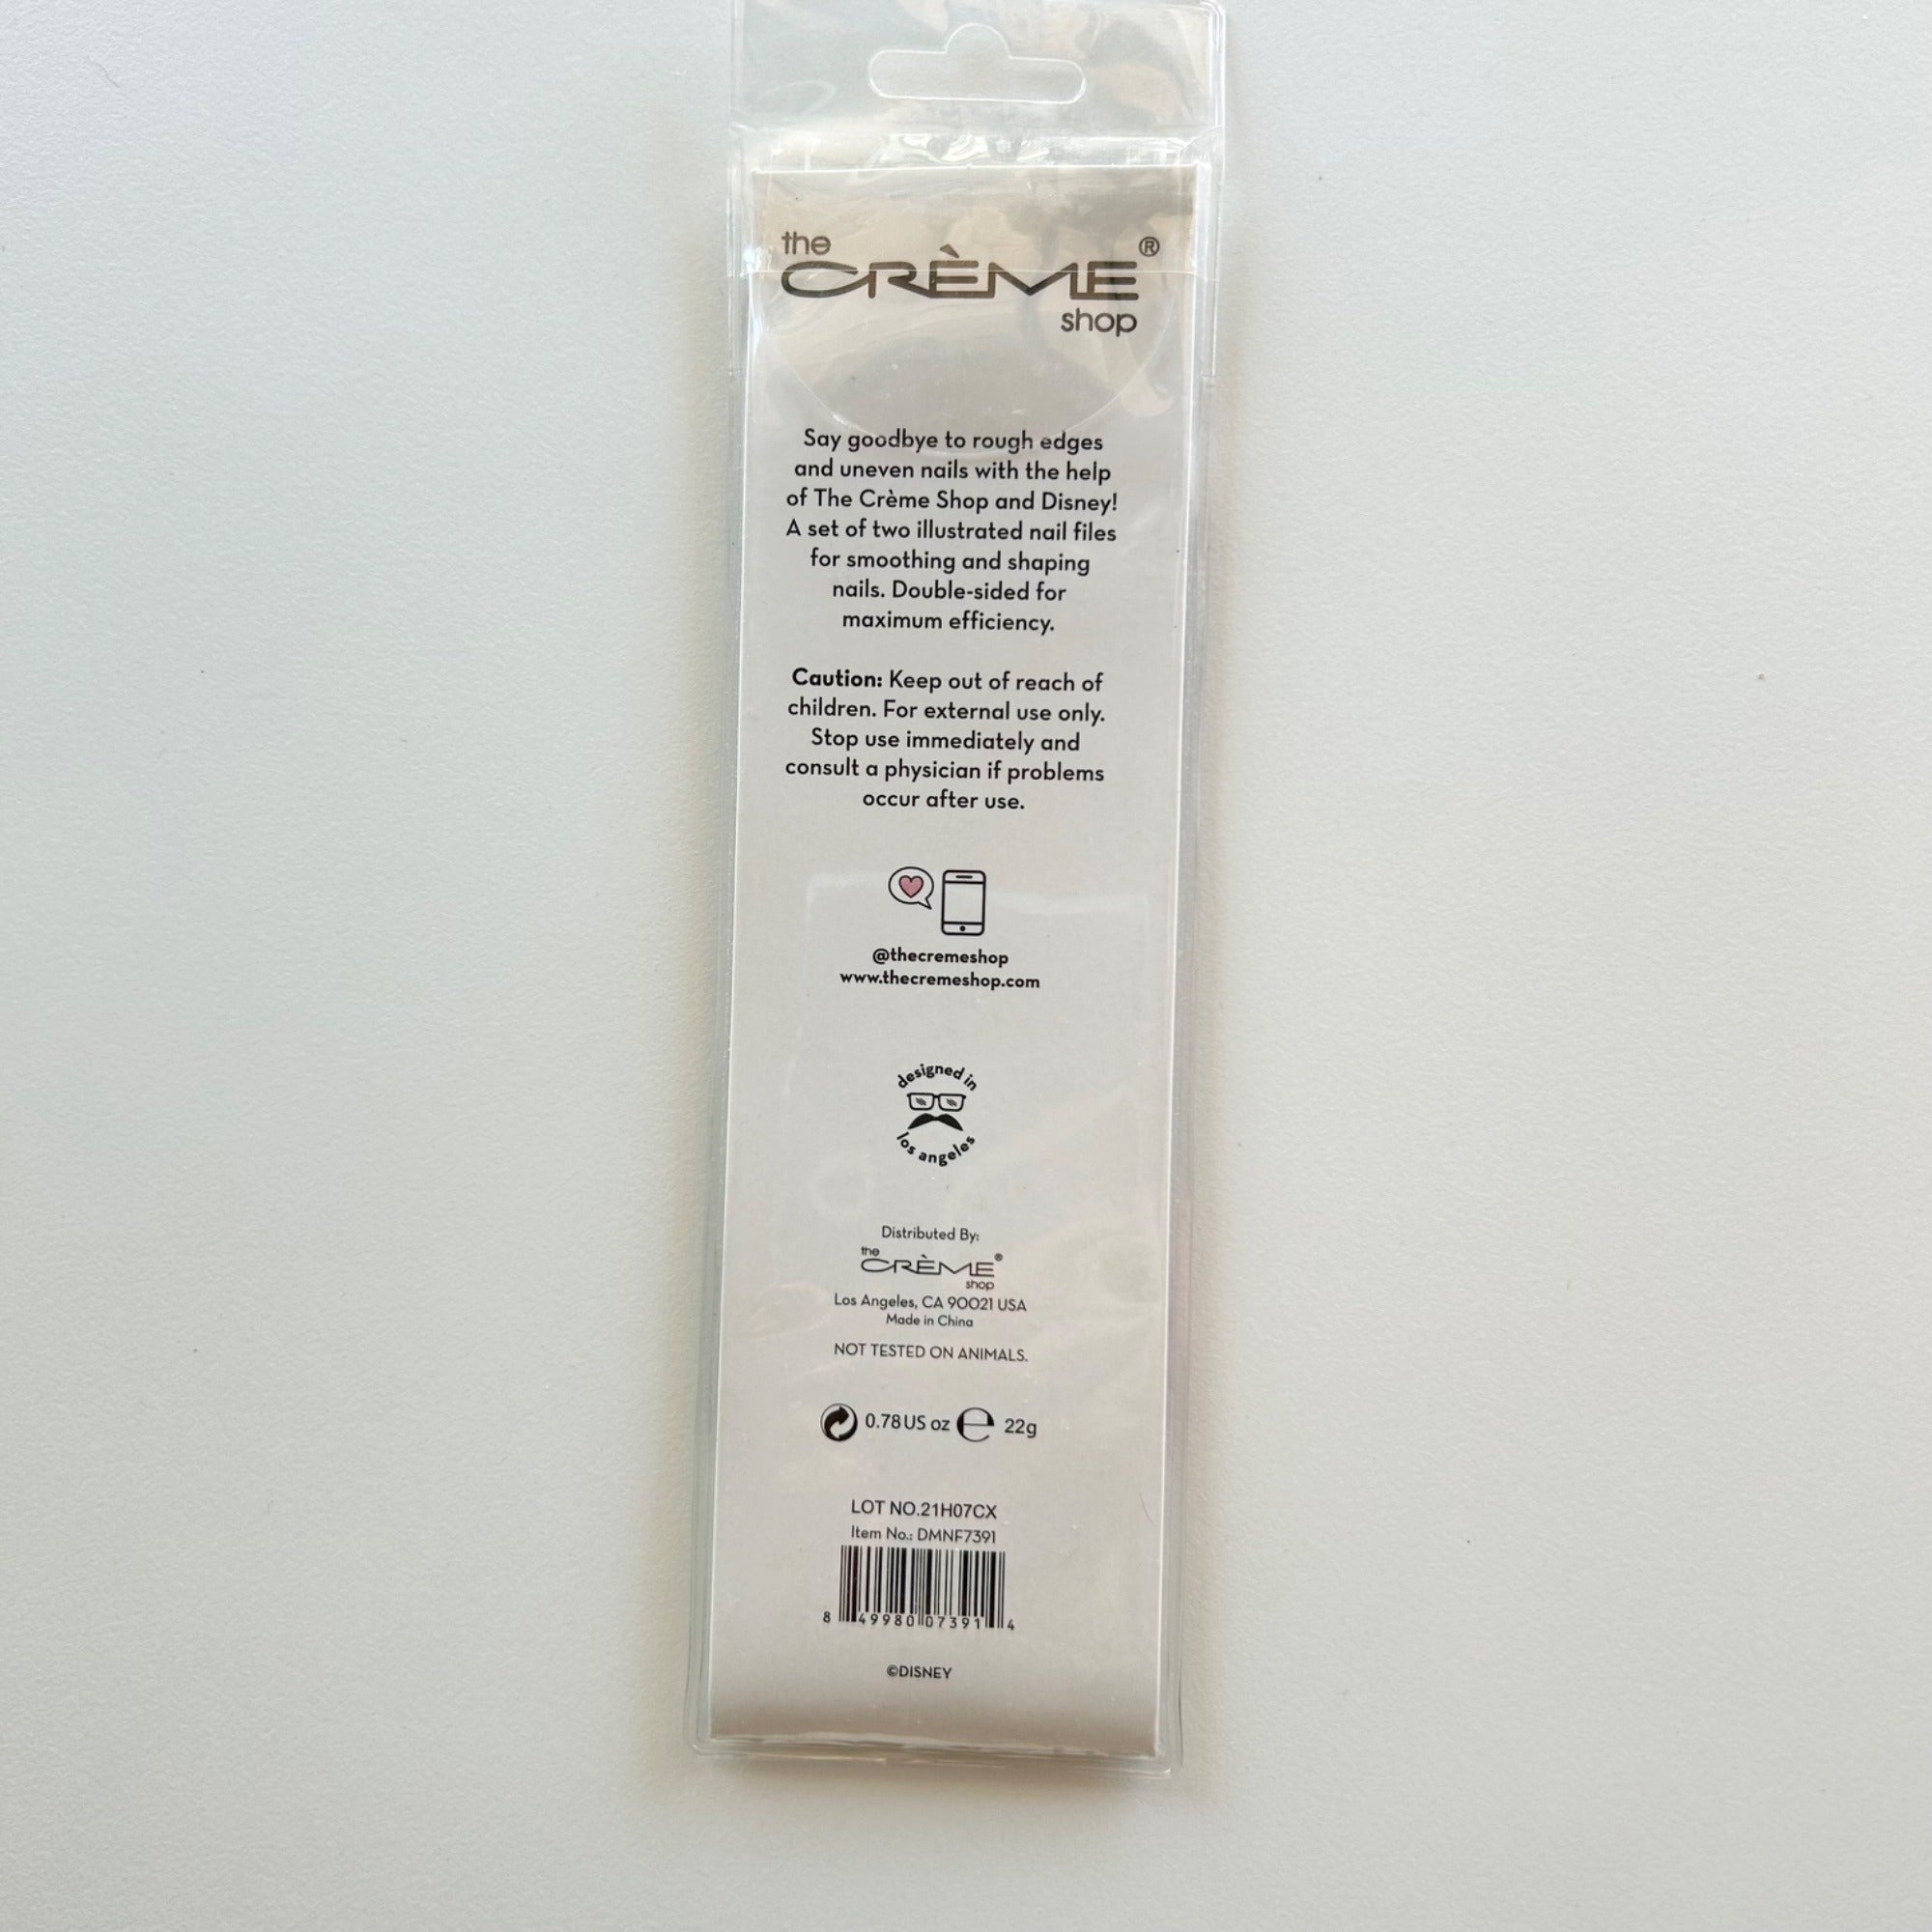 the
CRÈME®
shop
Say goodbye to rough edges
and uneven nails with the help
of The Crème Shop and Disney!
A set of two illustrated nail files
for smoothing and shaping
nails. Double-sided for
maximum efficiency.
Caution: Keep out of reach of
children. For external use only.
Stop use immediately and
consult a physician if problems
occur after use.
@thecremeshop
www.thecremeshop.com
designed in
los angeles
Distributed By:
the
CRÈME®
shop
Los Angeles, CA 90021 USA
Made in China
NOT TESTED ON ANIMALS.
0.78 US oz ℮ 22g
LOT NO.21H07CX
Item No.: DMNF7391
8 49980 07391 4
©DISNEY